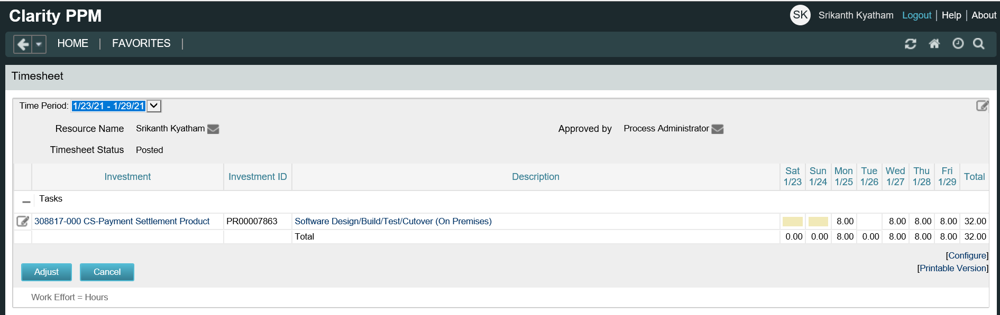 Clarity PPM
SK Srikanth Kyatham Logout | Help | About
HOME | FAVORITES |
Timesheet
Time Period: 1/23/21 - 1/29/21
Resource Name Srikanth Kyatham Approved by Process Administrator
Timesheet Status Posted
Investment Investment ID Description Sat 1/23 Sun 1/24 Mon 1/25 Tue 1/26 Wed 1/27 Thu 1/28 Fri 1/29 Total
Tasks
308817-000 CS-Payment Settlement Product PR00007863 Software Design/Build/Test/Cutover (On Premises) 8.00 8.00 8.00 8.00 32.00
Total 0.00 0.00 8.00 0.00 8.00 8.00 8.00 32.00
[Configure]
Adjust Cancel
[Printable Version]
Work Effort = Hours